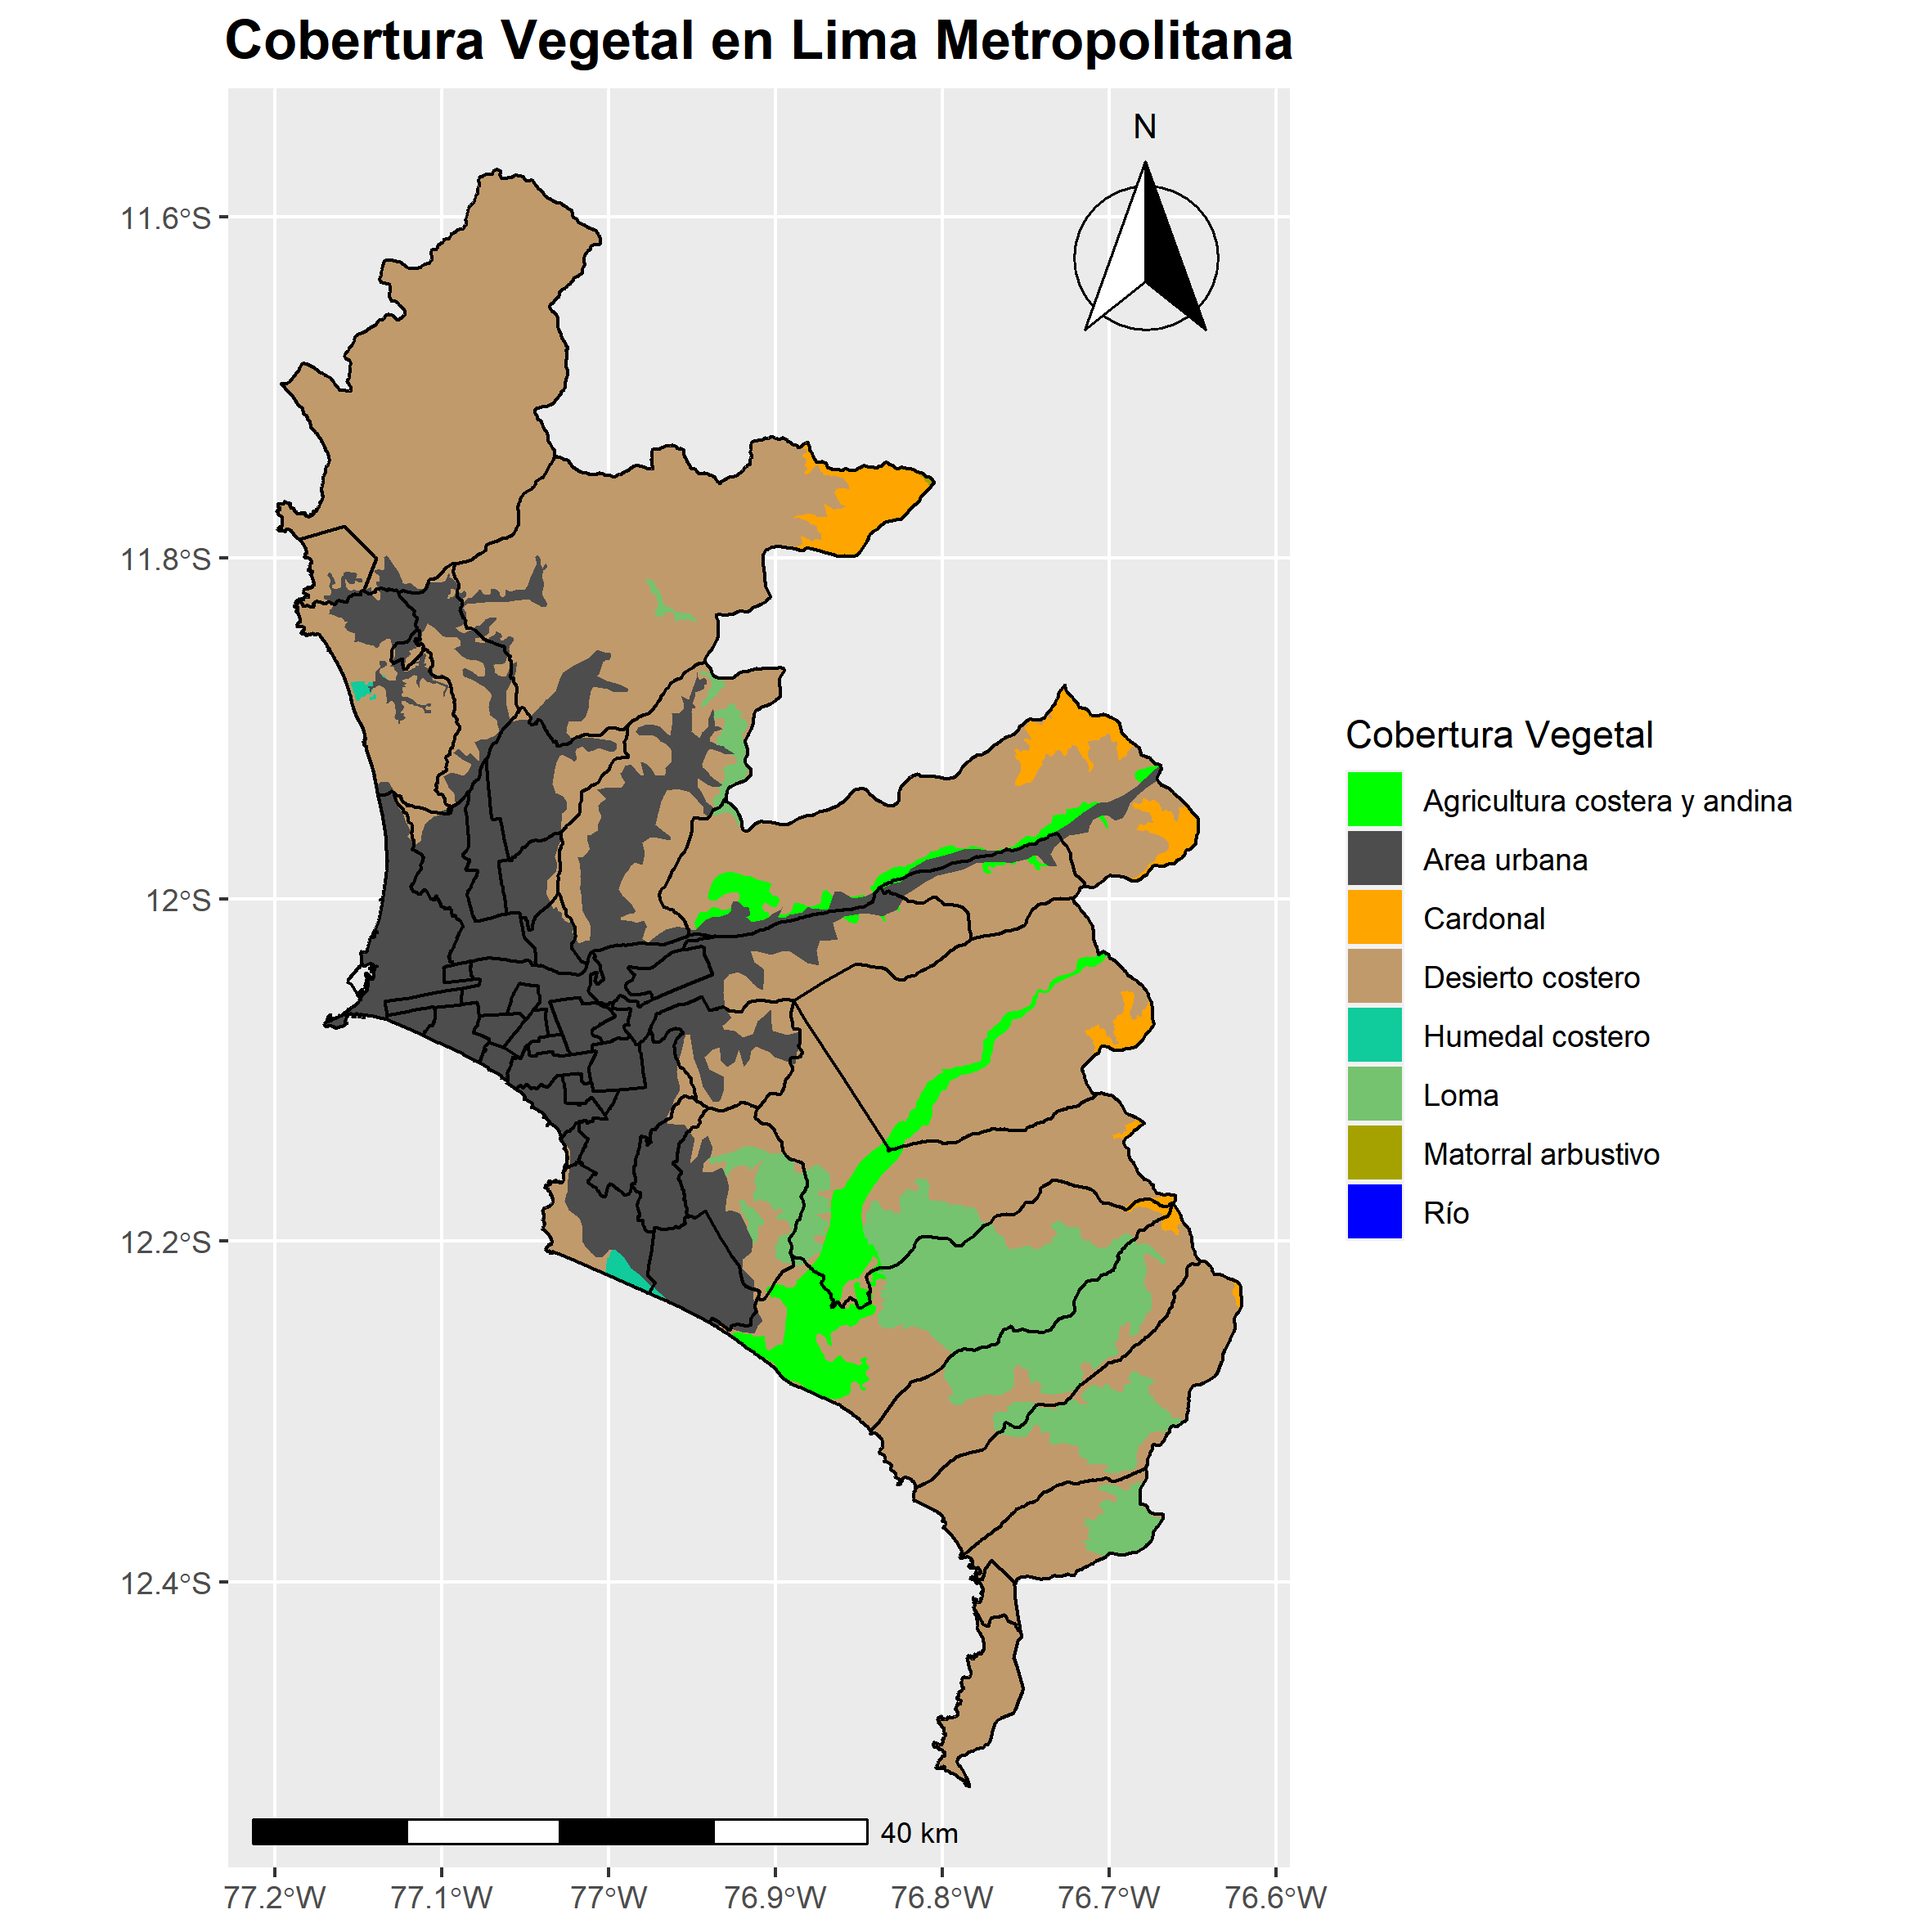 Cobertura Vegetal en Lima Metropolitana
N
11.6°S
11.8°S
12°S
12.2°S
12.4°S
77.2°W 77.1°W 77°W 76.9°W 76.8°W 76.7°W 76.6°W
40 km
Cobertura Vegetal
Agricultura costera y andina
Area urbana
Cardonal
Desierto costero
Humedal costero
Loma
Matorral arbustivo
Río